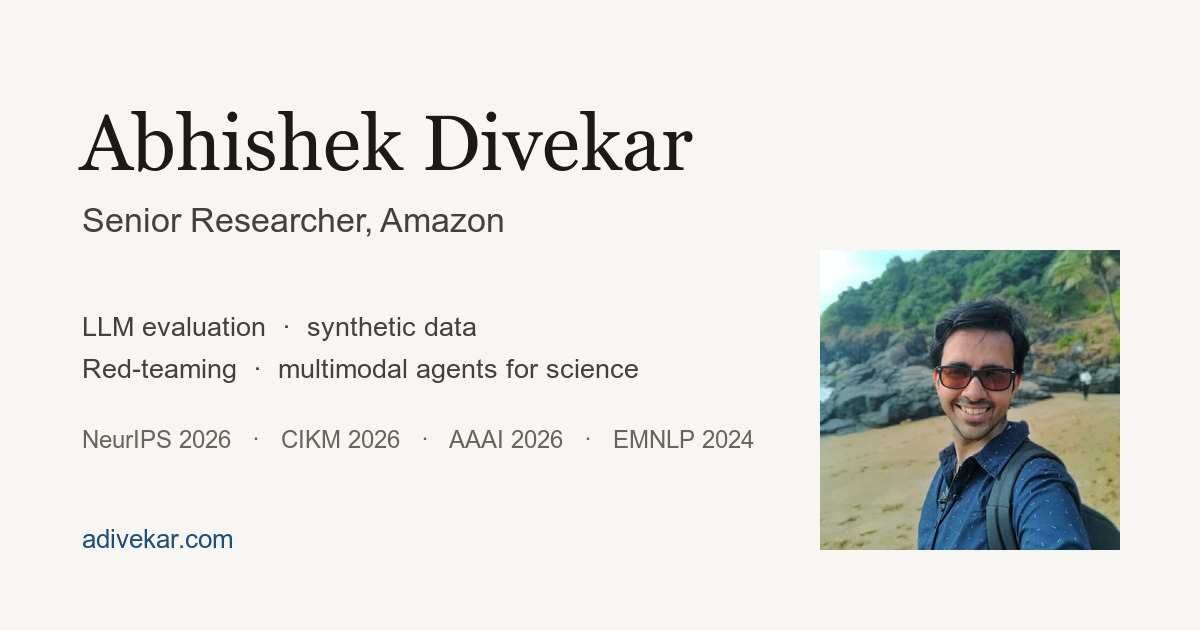 Abhishek Divekar
Senior Researcher, Amazon
LLM evaluation · synthetic data
Red-teaming · multimodal agents for science
NeurIPS 2026 · CIKM 2026 · AAAI 2026 · EMNLP 2024
adivekar.com